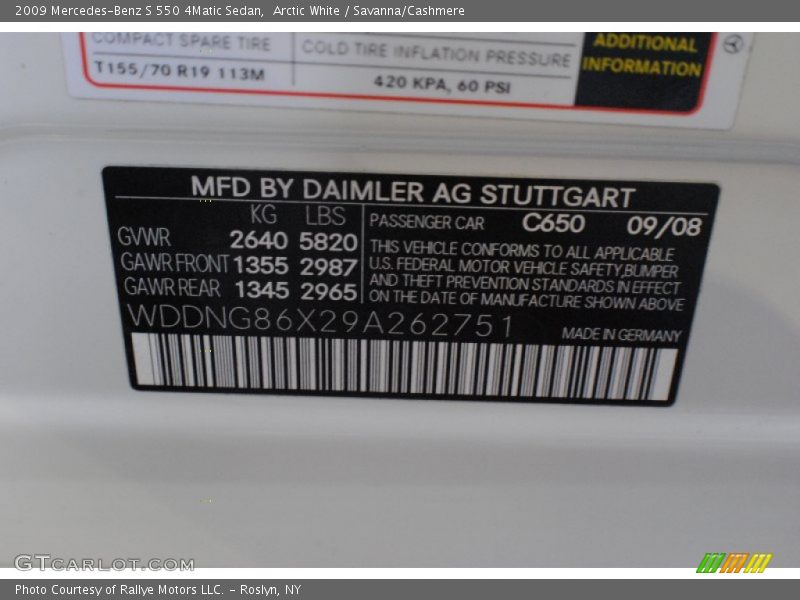 2009 Mercedes-Benz S 550 4Matic Sedan,  Arctic White / Savanna/Cashmere
COMPACT SPARE TIRE
T155/70 R19 113M
COLD TIRE INFLATION PRESSURE
420 KPA, 60 PSI
ADDITIONAL
INFORMATION
MFD BY DAIMLER AG STUTTGART
KG LBS
GVWR 2640 5820
GAWR FRONT 1355 2987
GAWR REAR 1345 2965
PASSENGER CAR C650 09/08
THIS VEHICLE CONFORMS TO ALL APPLICABLE
U.S. FEDERAL MOTOR VEHICLE SAFETY,BUMPER
AND THEFT PREVENTION STANDARDS IN EFFECT
ON THE DATE OF MANUFACTURE SHOWN ABOVE
WDDNG86X29A262751
MADE IN GERMANY
GTCARLOT.COM
Photo Courtesy of Rallye Motors LLC. - Roslyn, NY